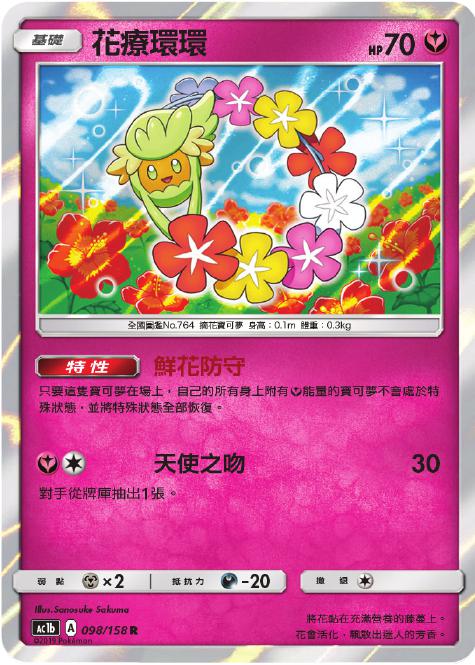 基礎 花療環環 HP70
全國圖鑑No.764 摘花寶可夢 身高：0.1m 體重：0.3kg
特性 鮮花防守
只要這隻寶可夢在場上，自己的所有身上附有能量的寶可夢不會處於特
殊狀態，並將特殊狀態全部恢復。
天使之吻 30
對手從牌庫抽出1張。
弱點 ×2 抵抗力 -20 撤退
Illus.Sanosuke Sakuma
AC1b A 098/158 R
©2019 Pokémon
將花黏在充滿營養的藤蔓上。
花會活化，飄散出迷人的芳香。